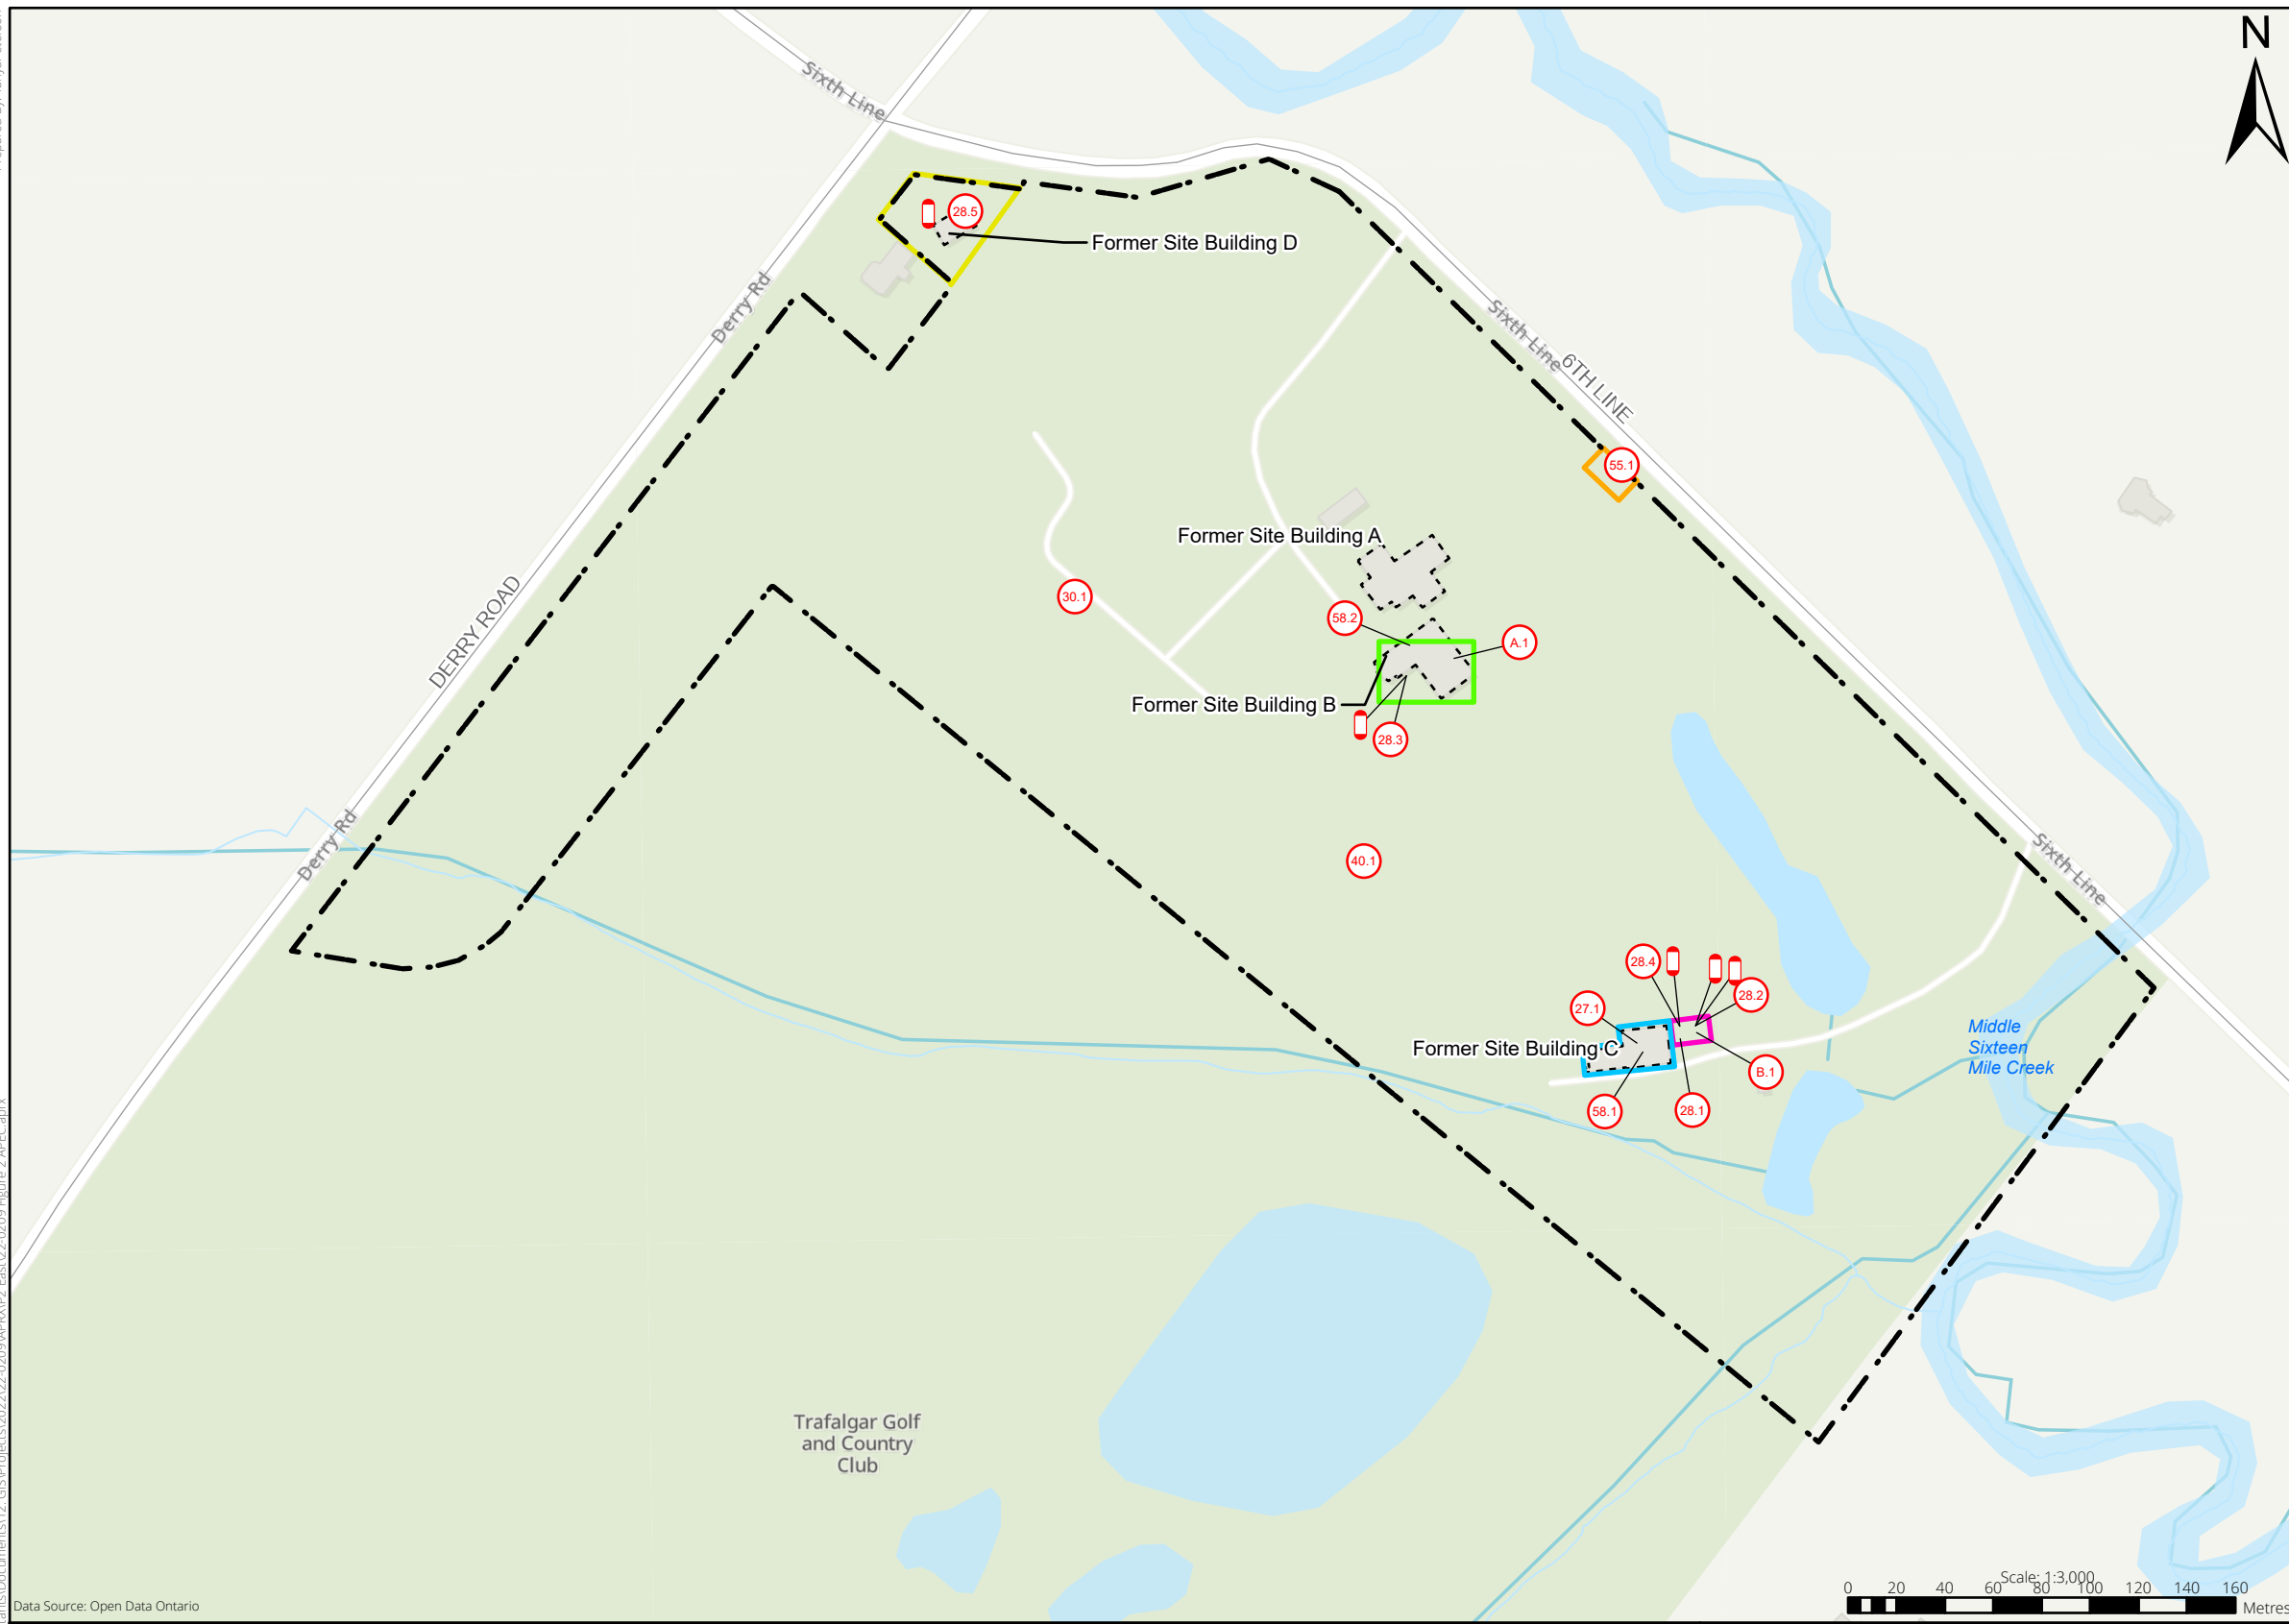 N
Sixth Line
28.5
Former Site Building D
Derry Rd
Sixth Line
6TH LINE
55.1
Former Site Building A
DERRY ROAD
30.1
58.2
A.1
Former Site Building B
28.3
Derry Rd
40.1
Sixth Line
28.4
28.2
27.1
Former Site Building C
Middle
Sixteen
Mile Creek
B.1
58.1
28.1
Trafalgar Golf
and Country
Club
Scale: 1:3,000
0 20 40 60 80 100 120 140 160
Metres
Data Source: Open Data Ontario